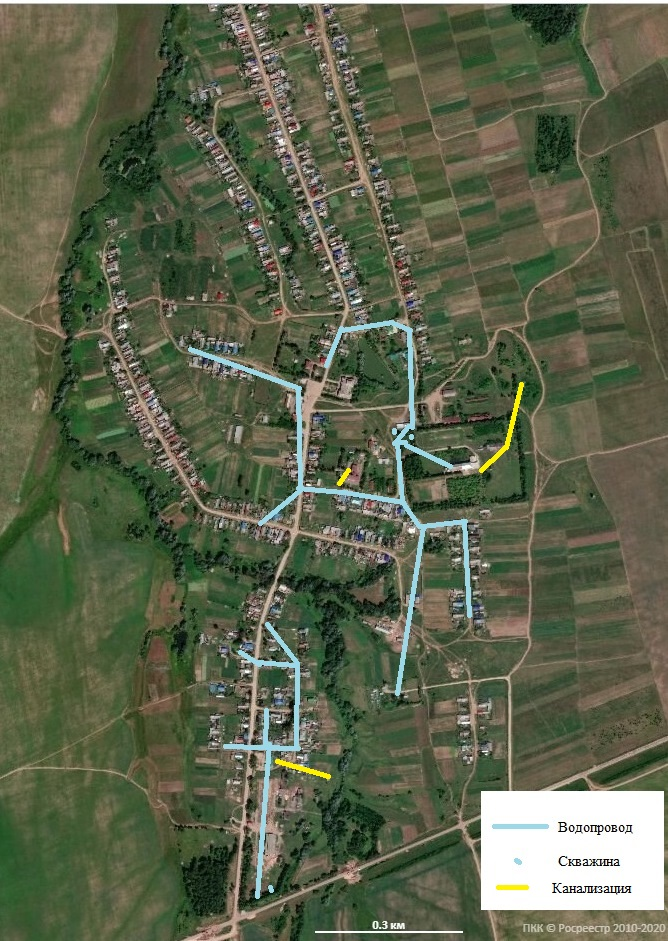 Водопровод
Скважина
Канализация
0.3 км
ПКК © Росреестр 2010-2020